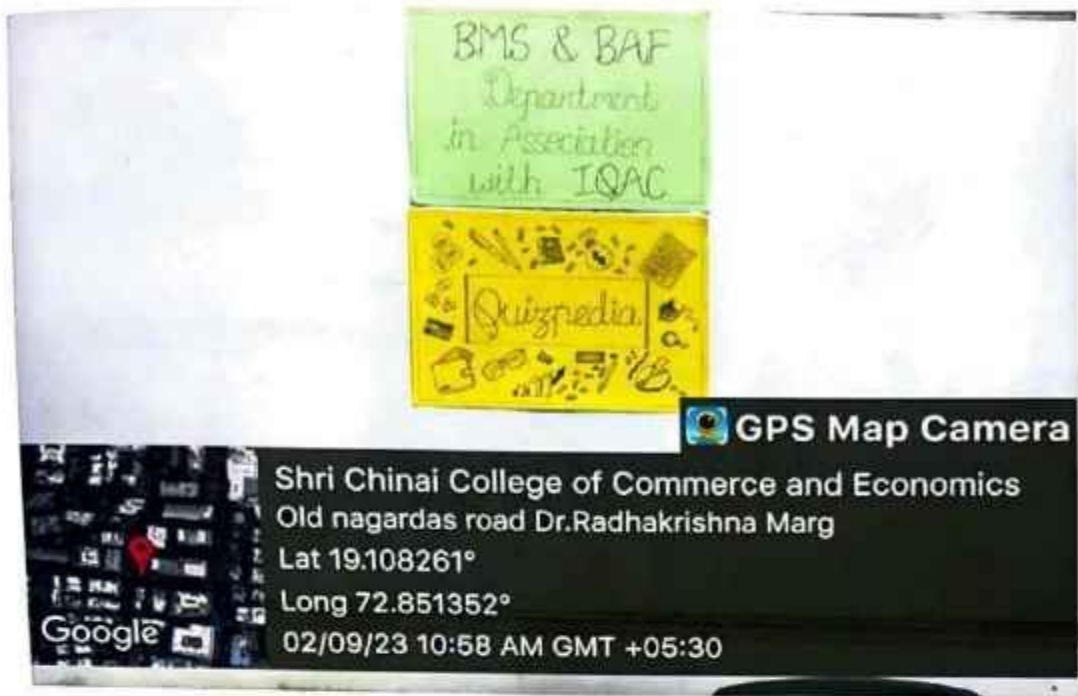 BMS & BAF
Department
in Association
with IQAC
Quizpedia
GPS Map Camera
Shri Chinai College of Commerce and Economics
Old nagardas road Dr.Radhakrishna Marg
Lat 19.108261°
Long 72.851352°
02/09/23 10:58 AM GMT +05:30
Google